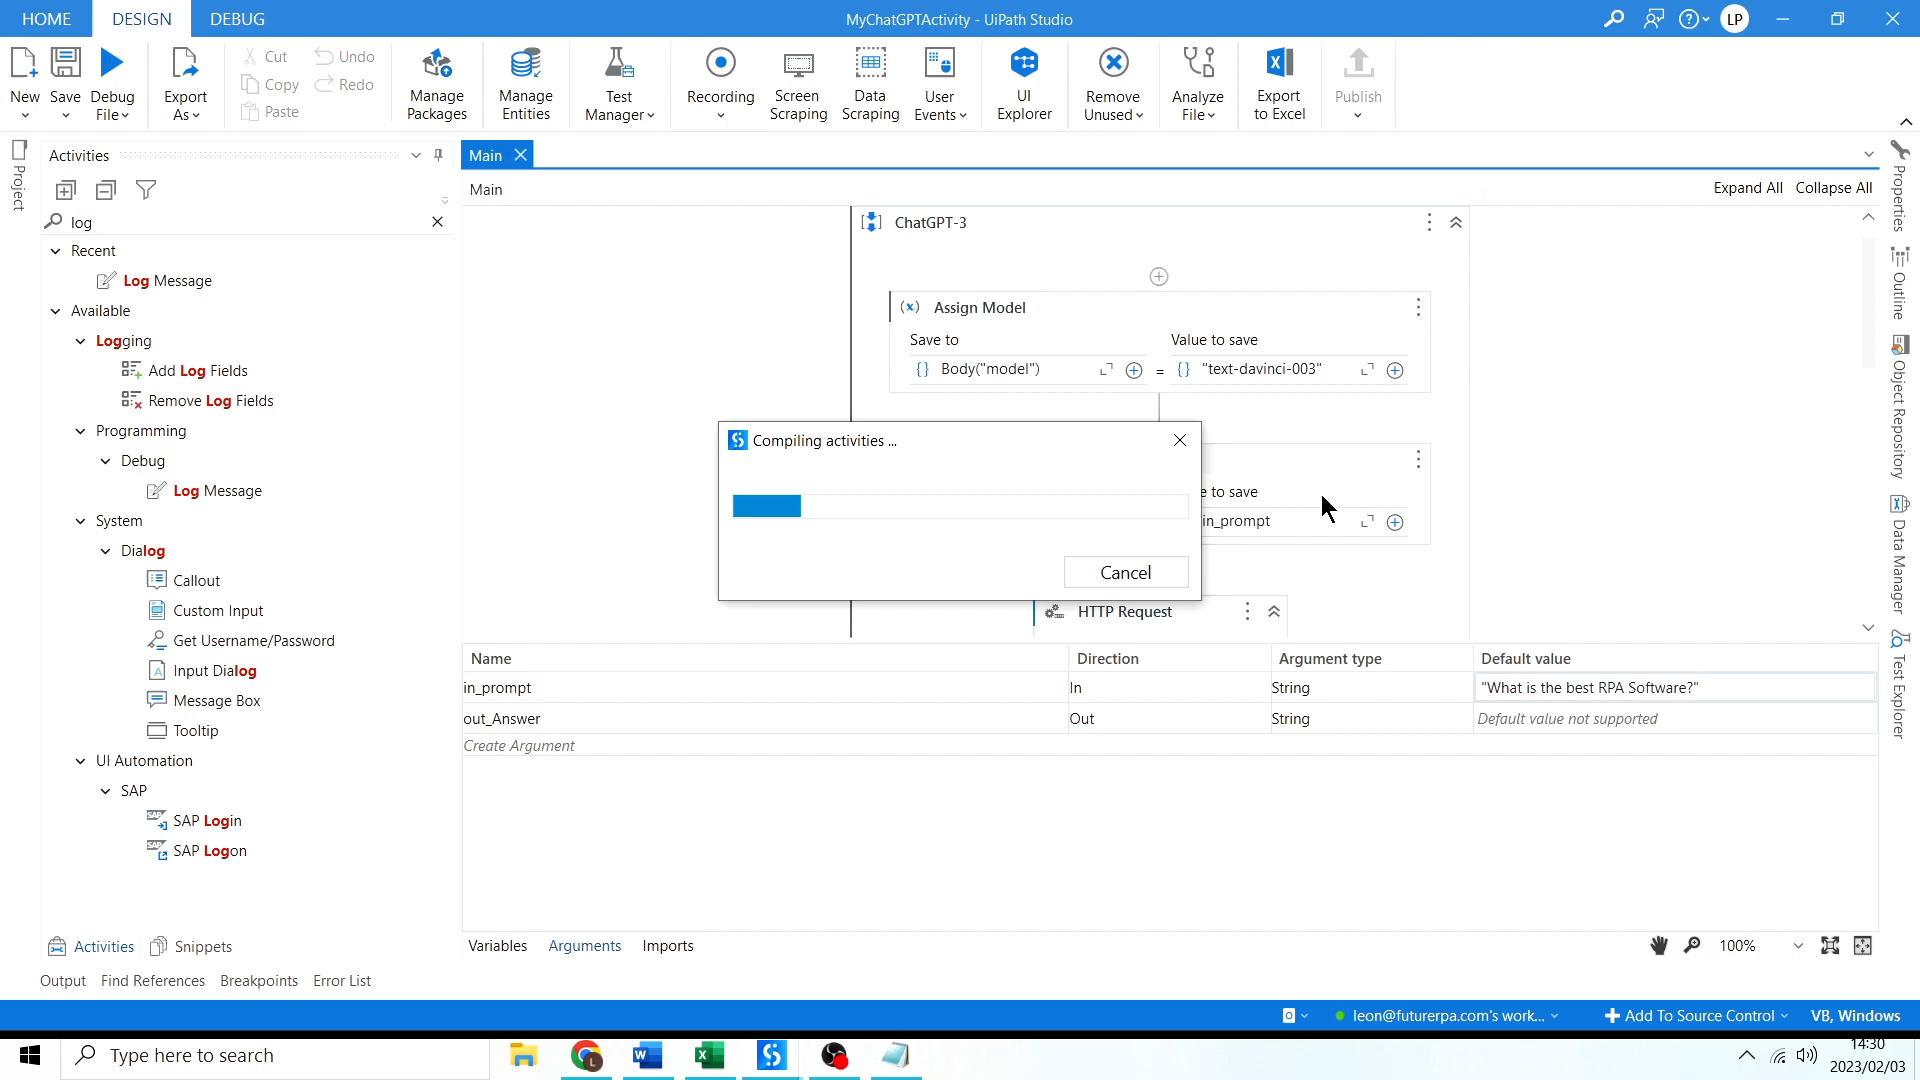 HOME
DESIGN
DEBUG
MyChatGPTActivity - UiPath Studio
LP
New
Save
Debug File
Export As
Cut
Copy
Paste
Undo
Redo
Manage Packages
Manage Entities
Test Manager
Recording
Screen Scraping
Data Scraping
User Events
UI Explorer
Remove Unused
Analyze File
Export to Excel
Publish
Project
Activities
log
Recent
Log Message
Available
Logging
Add Log Fields
Remove Log Fields
Programming
Debug
Log Message
System
Dialog
Callout
Custom Input
Get Username/Password
Input Dialog
Message Box
Tooltip
UI Automation
SAP
SAP Login
SAP Logon
Activities
Snippets
Main
Main
Expand All
Collapse All
ChatGPT-3
Assign Model
Save to
Value to save
Body("model")
=
"text-davinci-003"
Compiling activities ...
Cancel
e to save
in_prompt
HTTP Request
Name Direction Argument type Default value
in_prompt In String "What is the best RPA Software?"
out_Answer Out String Default value not supported
Create Argument
Variables
Arguments
Imports
100%
Properties
Outline
Object Repository
Data Manager
Test Explorer
Output
Find References
Breakpoints
Error List
leon@futurerpa.com's work...
Add To Source Control
VB, Windows
Type here to search
14:30
2023/02/03